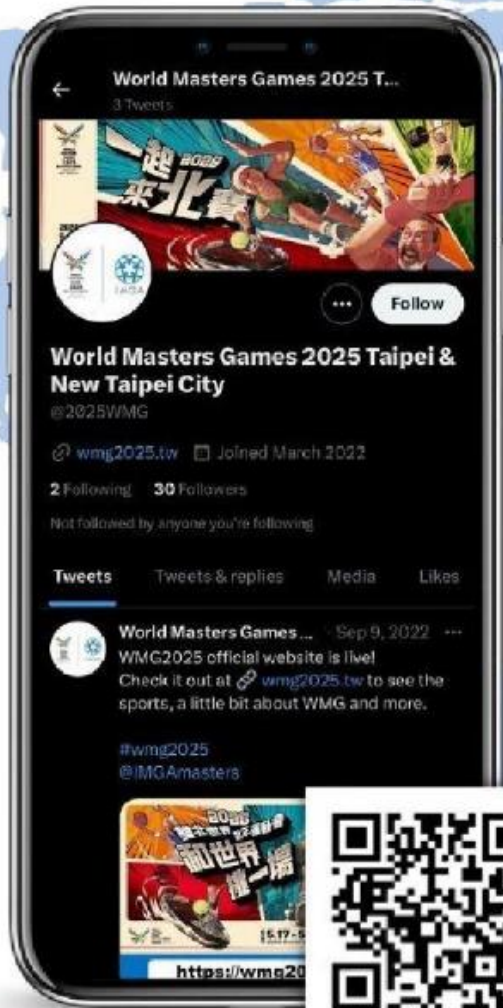 World Masters Games 2025 T...
3 Tweets
一起
2025
來北賽
IMGA
Follow
World Masters Games 2025 Taipei &
New Taipei City
@2025WMG
wmg2025.tw Joined March 2022
2 Following 30 Followers
Not followed by anyone you're following
Tweets Tweets & replies Media Likes
World Masters Games ... · Sep 9, 2022 ...
WMG2025 official website is live!
Check it out at wmg2025.tw to see the
sports, a little bit about WMG and more.
#wmg2025
@IMGAmasters
2025
和世界
https://wmg20